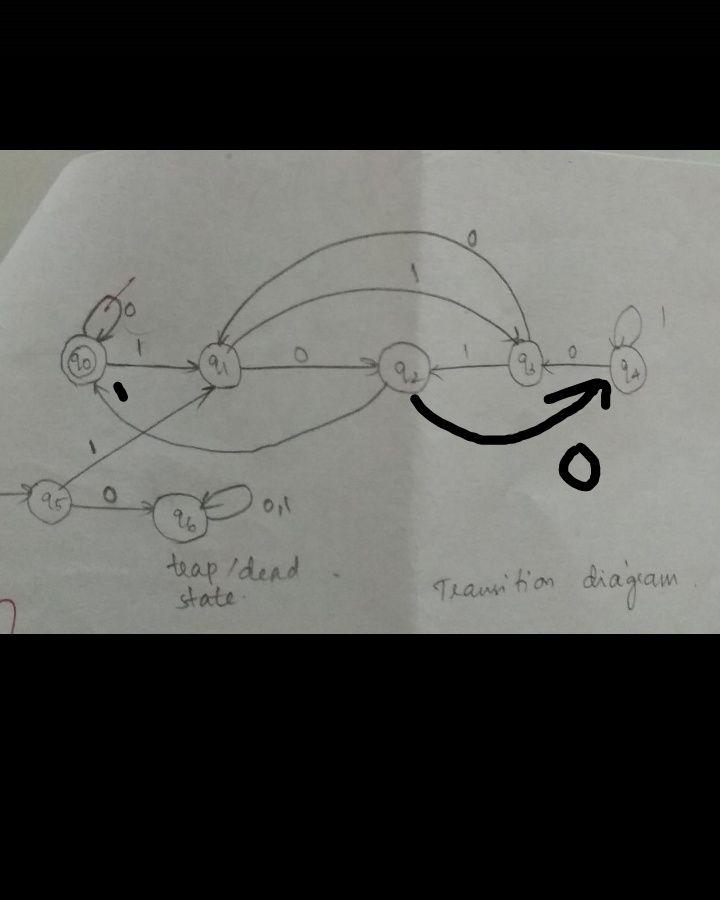 0
1
0
1
q0
1
q1
0
q2
1
q3
0
q4
1
0
q5
0
q6
0,1
trap/dead
state.
Transition diagram.